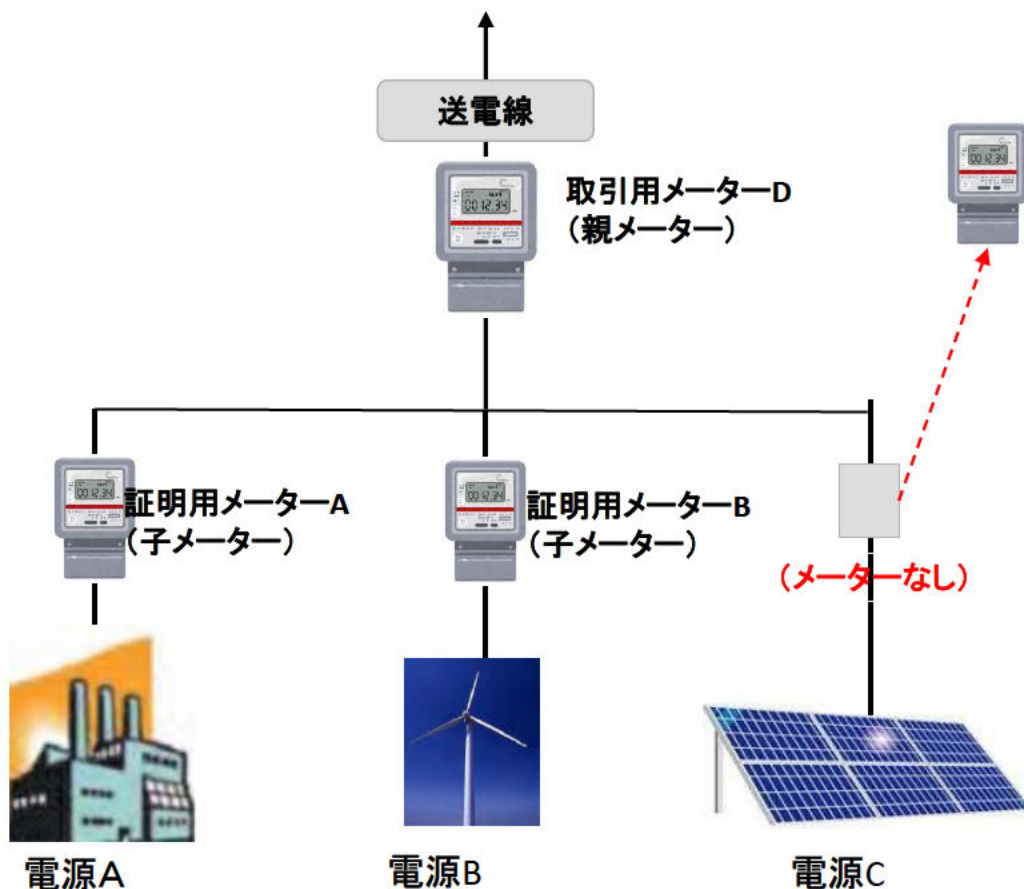 送電線
取引用メーターD
（親メーター）
証明用メーターA
（子メーター）
証明用メーターB
（子メーター）
（メーターなし）
電源A
電源B
電源C